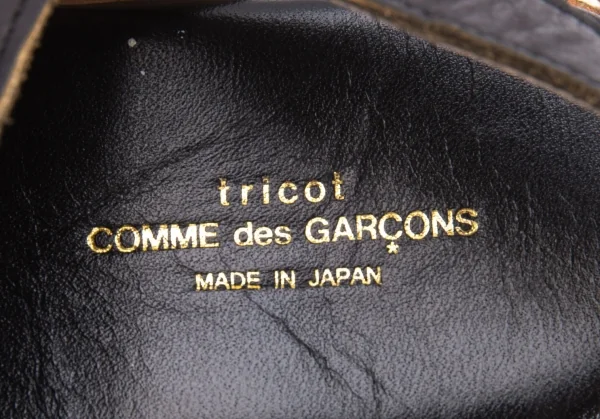 tricot
COMME des GARÇONS
MADE IN JAPAN